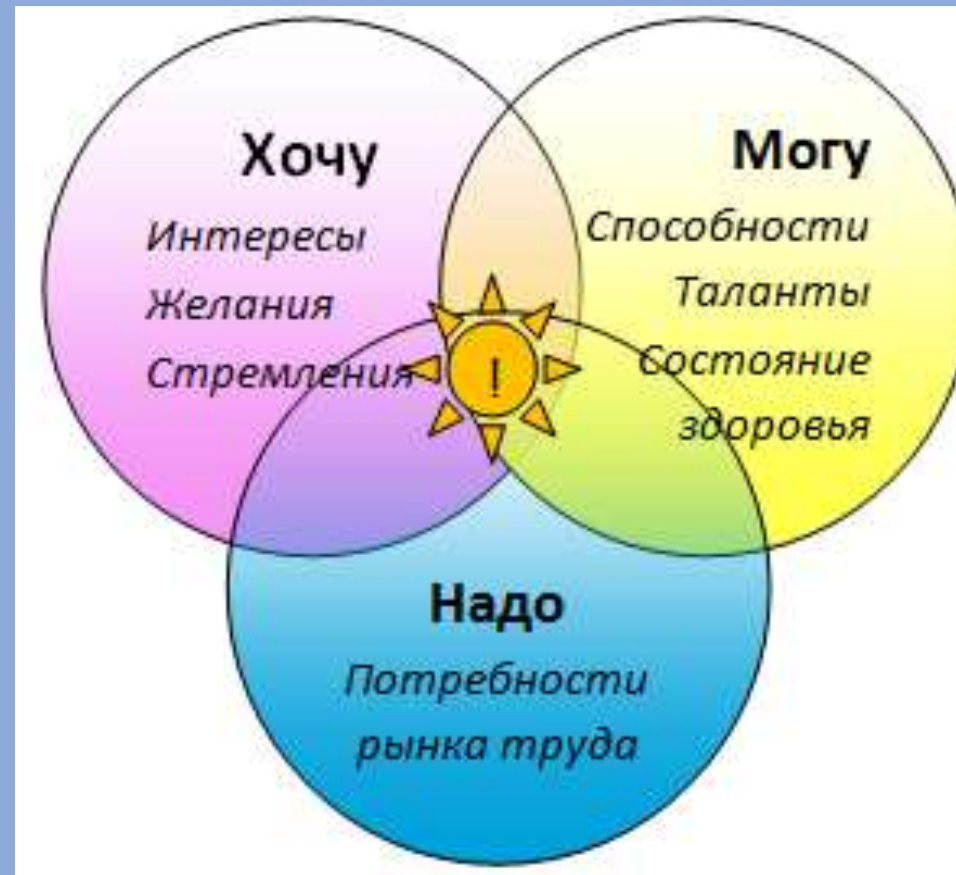 Хочу
Интересы
Желания
Стремления
Могу
Способности
Таланты
Состояние
здоровья
!
Надо
Потребности
рынка труда